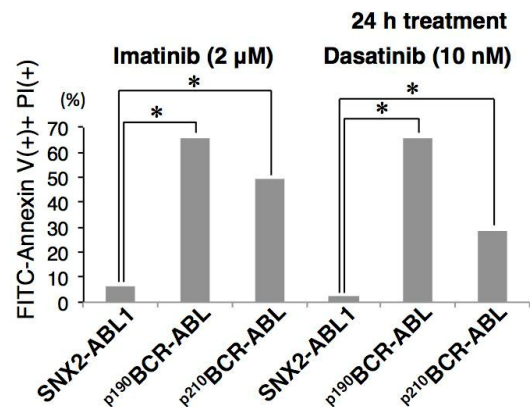 24 h treatment
Imatinib (2 µM)
Dasatinib (10 nM)
FITC-Annexin V(+)+ PI(+)
(%)
*
*
*
*
70
60
50
40
30
20
10
0
SNX2-ABL1
p190BCR-ABL
p210BCR-ABL
SNX2-ABL1
p190BCR-ABL
p210BCR-ABL